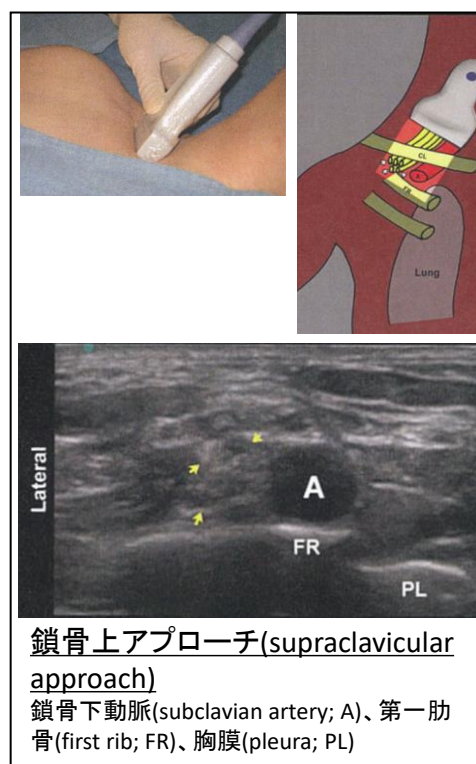 CL
A
FR
Lung
Lateral
A
FR
PL
鎖骨上アプローチ(supraclavicular
approach)
鎖骨下動脈(subclavian artery; A)、第一肋
骨(first rib; FR)、胸膜(pleura; PL)